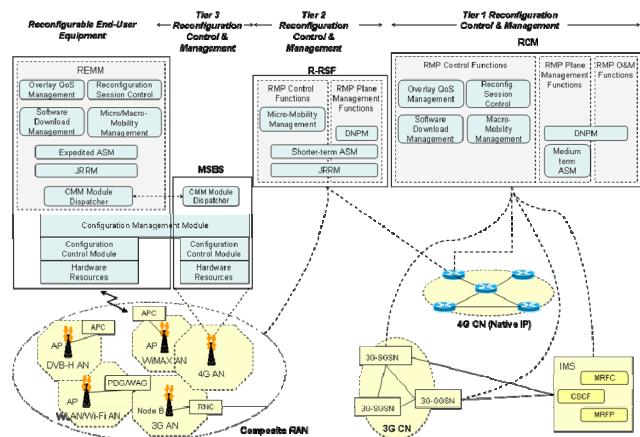 Reconfigurable End-User
Equipment
Tier 3
Reconfiguration
Control &
Management
Tier 2
Reconfiguration
Control &
Management
Tier 1 Reconfiguration
Control & Management
REMM
Overlay QoS
Management
Reconfiguration
Session Control
Software
Download
Management
Micro/Macro-
Mobility
Management
Expedited ASM
JRRM
CMM Module
Dispatcher
MSBS
CMM Module
Dispatcher
Configuration Management Module
Configuration
Control Module
Hardware
Resources
Configuration
Control Module
Hardware
Resources
R-RSF
RMP Control
Functions
RMP Plane
Management
Functions
Micro-Mobility
Management
DNPM
Shorter-term ASM
JRRM
RCM
RMP Control Functions
RMP Plane
Management
Functions
RMP O&M
Functions
Overlay QoS
Management
Reconfig.
Session
Control
Software
Download
Management
Macro-
Mobility
Management
DNPM
Medium
term
ASM
APC
AP
DVB-H AN
APC
AP
WiMAX AN
4G AN
PDG/WAG
AP
WLAN/Wi-Fi AN
Node B
3G AN
RNC
Composite RAN
4G CN (Native IP)
3G-SGSN
3G-SGSN
3G-GGSN
3G CN
IMS
MRFC
CSCF
MRFP